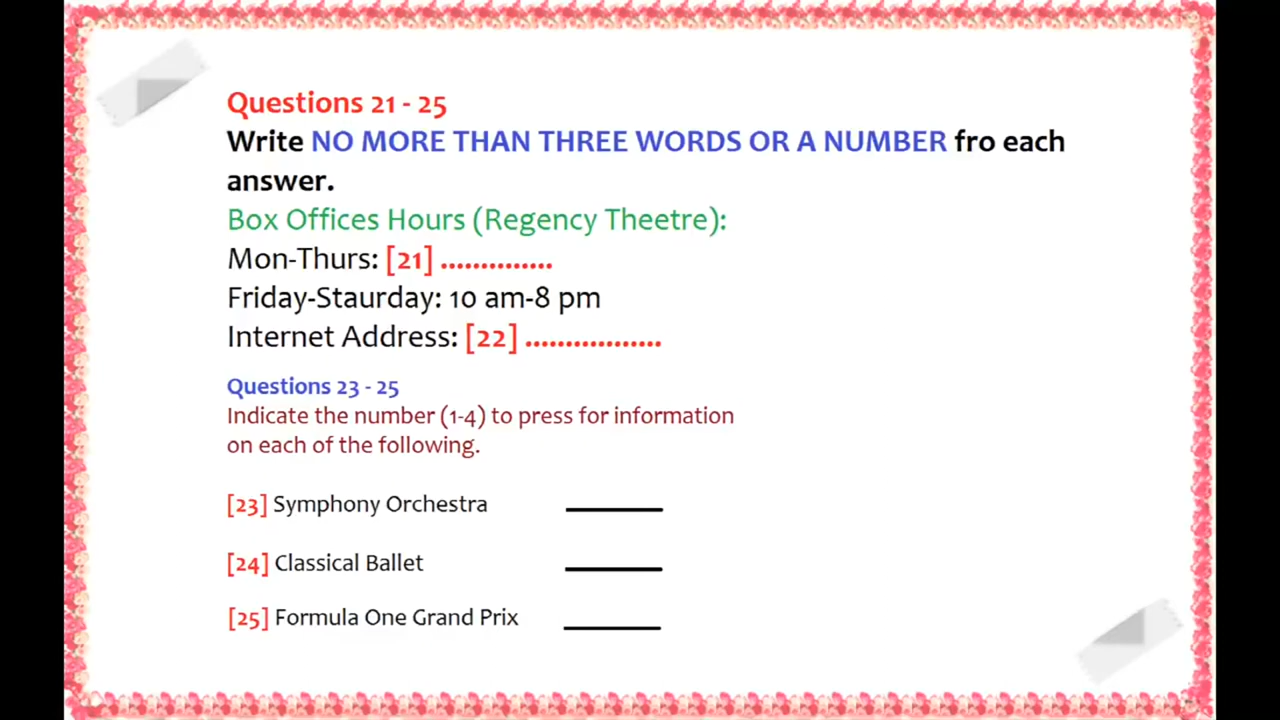 Questions 21 - 25
Write NO MORE THAN THREE WORDS OR A NUMBER fro each
answer.
Box Offices Hours (Regency Theetre):
Mon-Thurs: [21] ..............
Friday-Staurday: 10 am-8 pm
Internet Address: [22] .................
Questions 23 - 25
Indicate the number (1-4) to press for information
on each of the following.
[23] Symphony Orchestra ________
[24] Classical Ballet ________
[25] Formula One Grand Prix ________